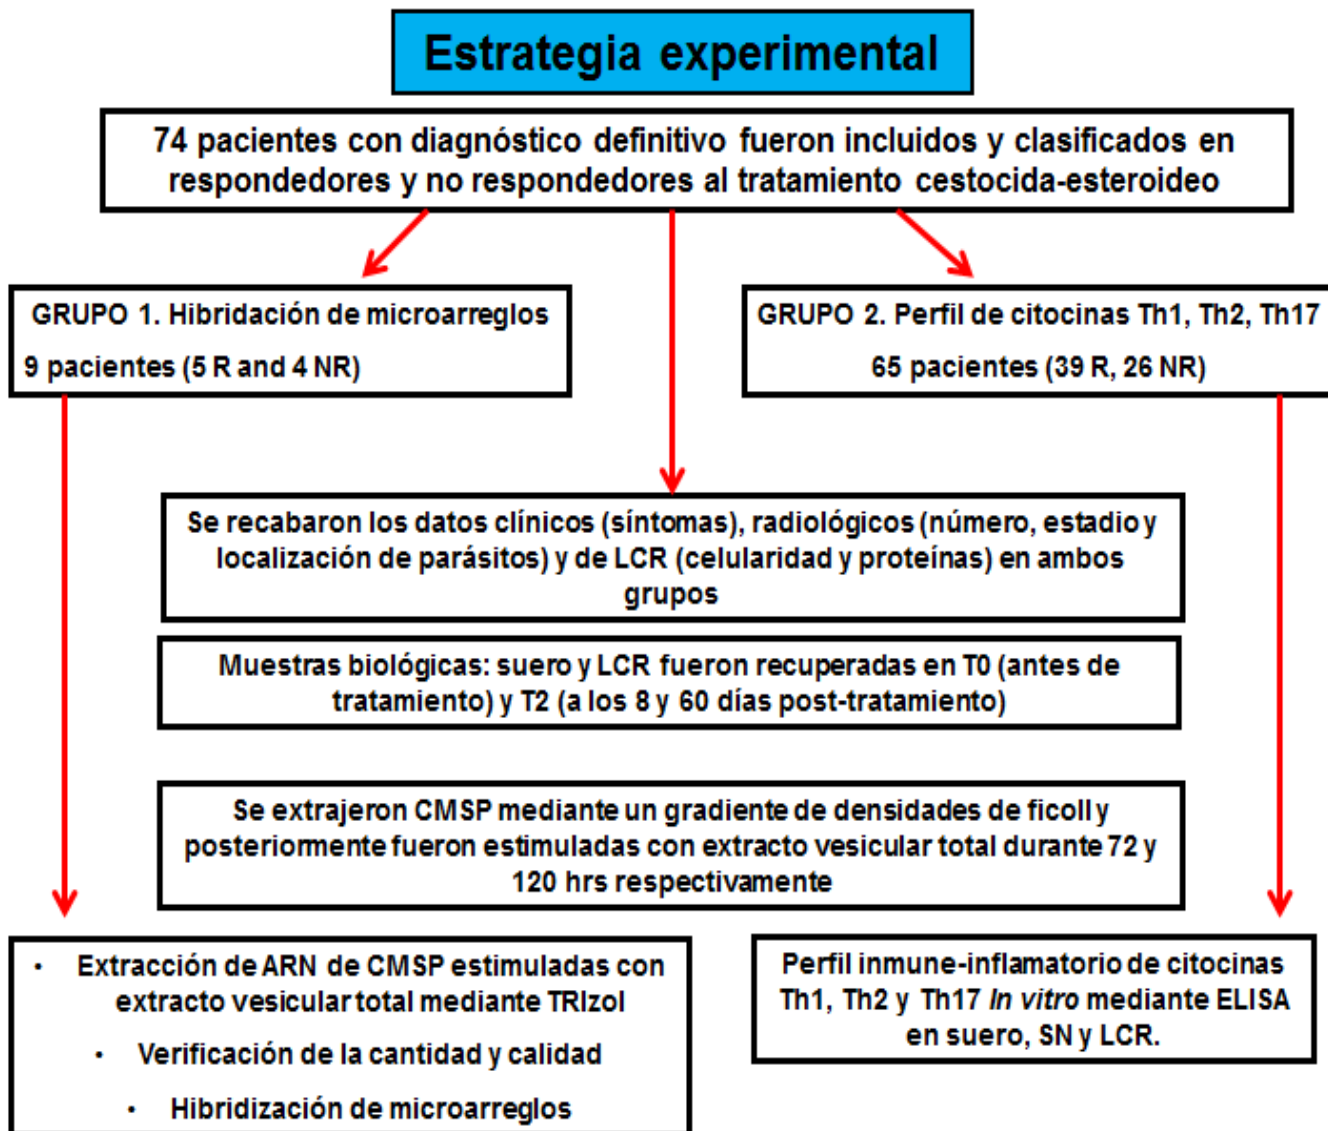 Estrategia experimental
74 pacientes con diagnóstico definitivo fueron incluidos y clasificados en
respondedores y no respondedores al tratamiento cestocida-esteroideo
GRUPO 1. Hibridación de microarreglos
9 pacientes (5 R and 4 NR)
GRUPO 2. Perfil de citocinas Th1, Th2, Th17
65 pacientes (39 R, 26 NR)
Se recabaron los datos clínicos (síntomas), radiológicos (número, estadio y
localización de parásitos) y de LCR (celularidad y proteínas) en ambos
grupos
Muestras biológicas: suero y LCR fueron recuperadas en T0 (antes de
tratamiento) y T2 (a los 8 y 60 días post-tratamiento)
Se extrajeron CMSP mediante un gradiente de densidades de ficoll y
posteriormente fueron estimuladas con extracto vesicular total durante 72 y
120 hrs respectivamente
• Extracción de ARN de CMSP estimuladas con
extracto vesicular total mediante TRIzol
• Verificación de la cantidad y calidad
• Hibridización de microarreglos
Perfil inmune-inflamatorio de citocinas
Th1, Th2 y Th17 In vitro mediante ELISA
en suero, SN y LCR.